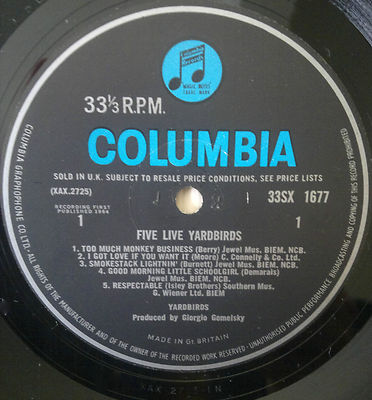 Columbia
Records
MAGIC NOTES
TRADE MARK
33⅓ R.P.M.
COLUMBIA
SOLD IN U.K. SUBJECT TO RESALE PRICE CONDITIONS, SEE PRICE LISTS
(XAX.2725)
33SX 1677
RECORDING FIRST
PUBLISHED 1964
1
1
FIVE LIVE YARDBIRDS
1. TOO MUCH MONKEY BUSINESS (Berry) Jewel Mus. BIEM, NCB.
2. I GOT LOVE IF YOU WANT IT (Moore) C. Connelly & Co. Ltd.
3. SMOKESTACK LIGHTNIN' (Burnett) Jewel Mus. BIEM, NCB.
4. GOOD MORNING LITTLE SCHOOLGIRL (Demarais)
Jewel Mus. BIEM, NCB.
5. RESPECTABLE (Isley Brothers) Southern Mus.
G. Wiener Ltd. BIEM
YARDBIRDS
Produced by Giorgio Gomelsky
MADE IN Gt. BRITAIN
COLUMBIA GRAPHOPHONE CO LTD. ALL RIGHTS OF THE MANUFACTURER AND OF THE OWNER OF THE RECORDED WORK RESERVED UNAUTHORISED PUBLIC PERFORMANCE BROADCASTING AND COPYING OF THIS RECORD PROHIBITED